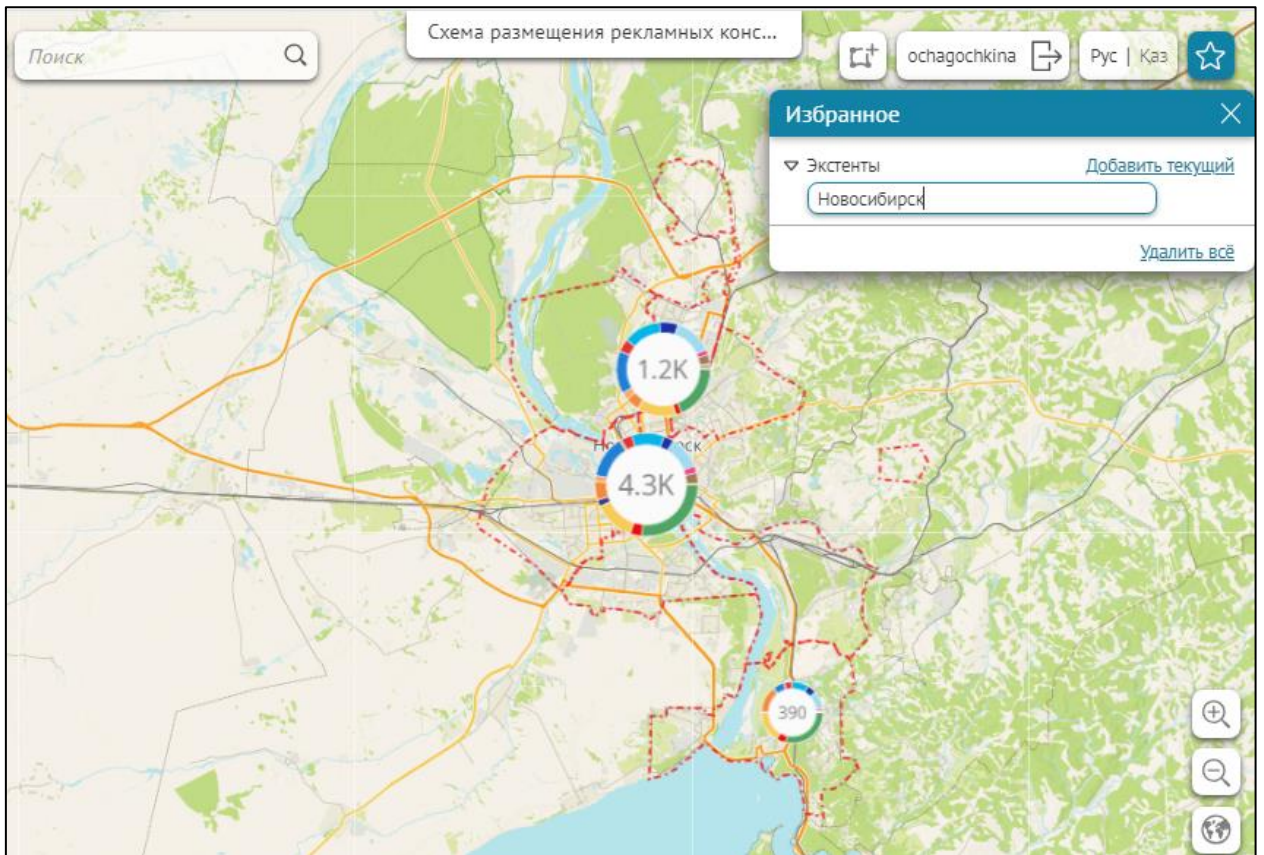 Поиск
Схема размещения рекламных конс...
ochagochkina
Рус | Қаз
Избранное
Экстенты
Добавить текущий
Новосибирск
Удалить всё
1.2K
4.3K
390